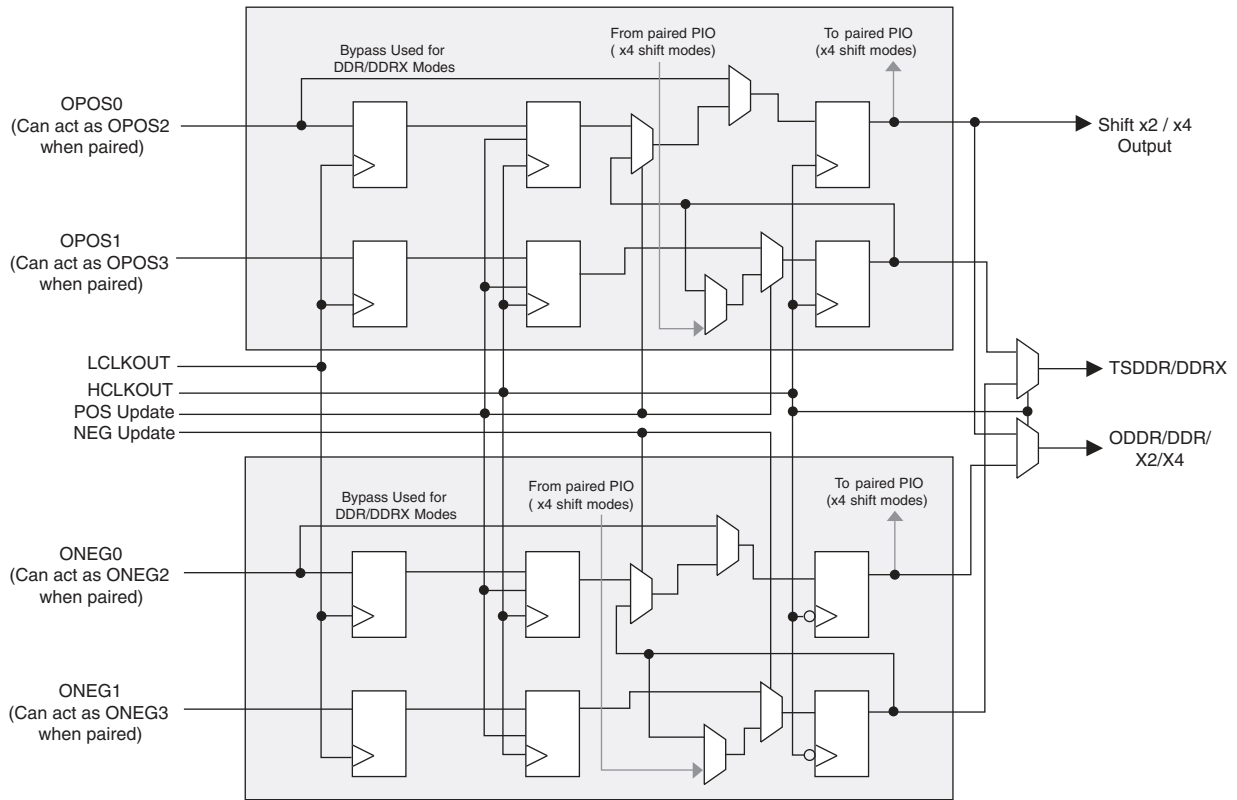 From paired PIO
( x4 shift modes)
To paired PIO
(x4 shift modes)
Bypass Used for
DDR/DDRX Modes
OPOS0
(Can act as OPOS2
when paired)
Shift x2 / x4
Output
OPOS1
(Can act as OPOS3
when paired)
LCLKOUT
HCLKOUT
POS Update
NEG Update
TSDDR/DDRX
ODDR/DDR/
X2/X4
Bypass Used for
DDR/DDRX Modes
From paired PIO
( x4 shift modes)
To paired PIO
(x4 shift modes)
ONEG0
(Can act as ONEG2
when paired)
ONEG1
(Can act as ONEG3
when paired)